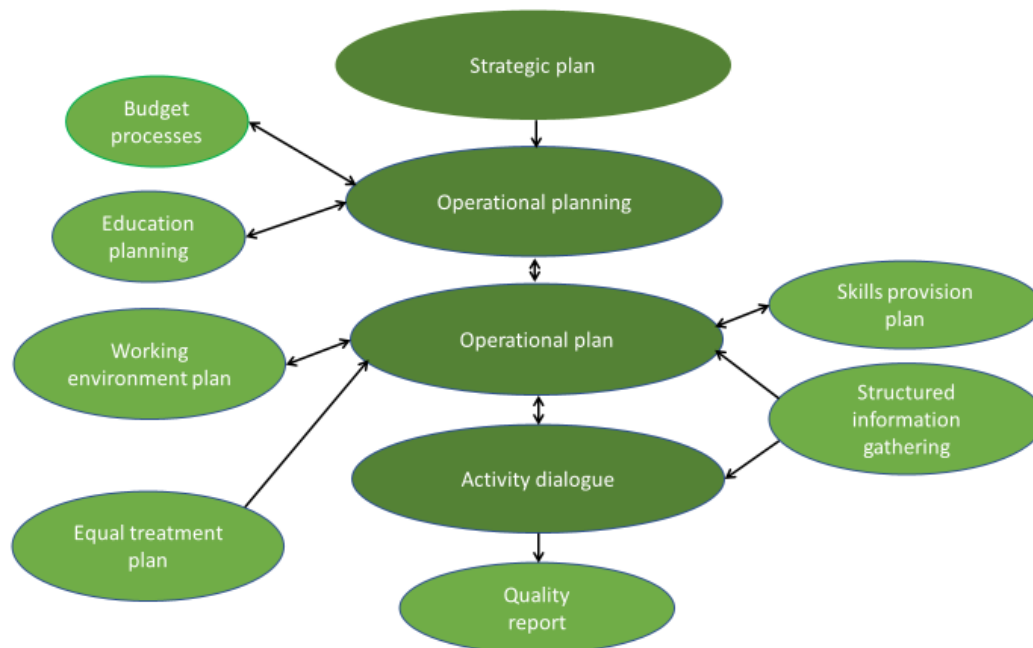 Strategic plan
Budget
processes
Operational planning
Education
planning
Skills provision
plan
Operational plan
Working
environment plan
Structured
information
gathering
Activity dialogue
Equal treatment
plan
Quality
report